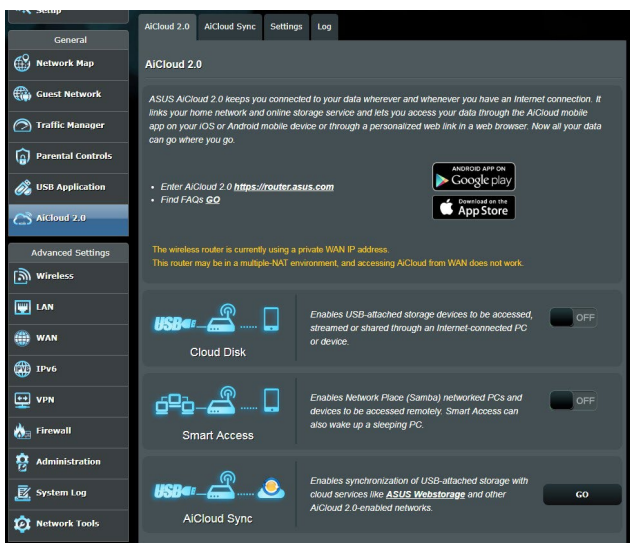 Setup
General
Network Map
Guest Network
Traffic Manager
Parental Controls
USB Application
AiCloud 2.0
Advanced Settings
Wireless
LAN
WAN
IPv6
VPN
Firewall
Administration
System Log
Network Tools
AiCloud 2.0 AiCloud Sync Settings Log
AiCloud 2.0
ASUS AiCloud 2.0 keeps you connected to your data wherever and whenever you have an Internet connection. It
links your home network and online storage service and lets you access your data through the AiCloud mobile
app on your iOS or Android mobile device or through a personalized web link in a web browser. Now all your data
can go where you go.
• Enter AiCloud 2.0 https://router.asus.com
• Find FAQs GO
ANDROID APP ON
Google play
Download on the
App Store
The wireless router is currently using a private WAN IP address.
This router may be in a multiple-NAT environment, and accessing AiCloud from WAN does not work.
USB
Cloud Disk
Enables USB-attached storage devices to be accessed,
streamed or shared through an Internet-connected PC
or device.
OFF
Smart Access
Enables Network Place (Samba) networked PCs and
devices to be accessed remotely. Smart Access can
also wake up a sleeping PC.
OFF
USB
AiCloud Sync
Enables synchronization of USB-attached storage with
cloud services like ASUS Webstorage and other
AiCloud 2.0-enabled networks.
GO